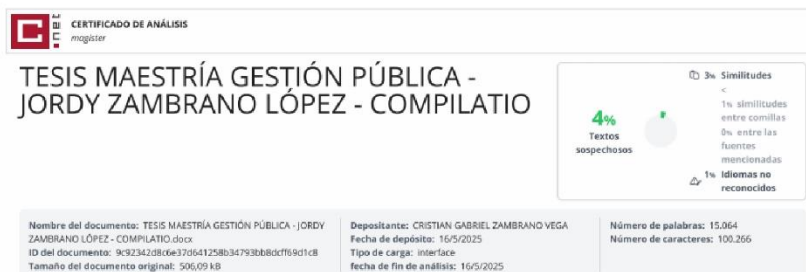 C.net
CERTIFICADO DE ANÁLISIS
magister
TESIS MAESTRÍA GESTIÓN PÚBLICA -
JORDY ZAMBRANO LÓPEZ - COMPILATIO
4%
Textos
sospechosos
3% Similitudes
<
1% similitudes
entre comillas
0% entre las
fuentes
mencionadas
1% Idiomas no
reconocidos
Nombre del documento: TESIS MAESTRÍA GESTIÓN PÚBLICA - JORDY
ZAMBRANO LÓPEZ - COMPILATIO.docx
ID del documento: 9c92342d8c6e37d641258b34793bb8dcff69d1c8
Tamaño del documento original: 506,09 kB
Depositante: CRISTIAN GABRIEL ZAMBRANO VEGA
Fecha de depósito: 16/5/2025
Tipo de carga: interface
fecha de fin de análisis: 16/5/2025
Número de palabras: 15.064
Número de caracteres: 100.266